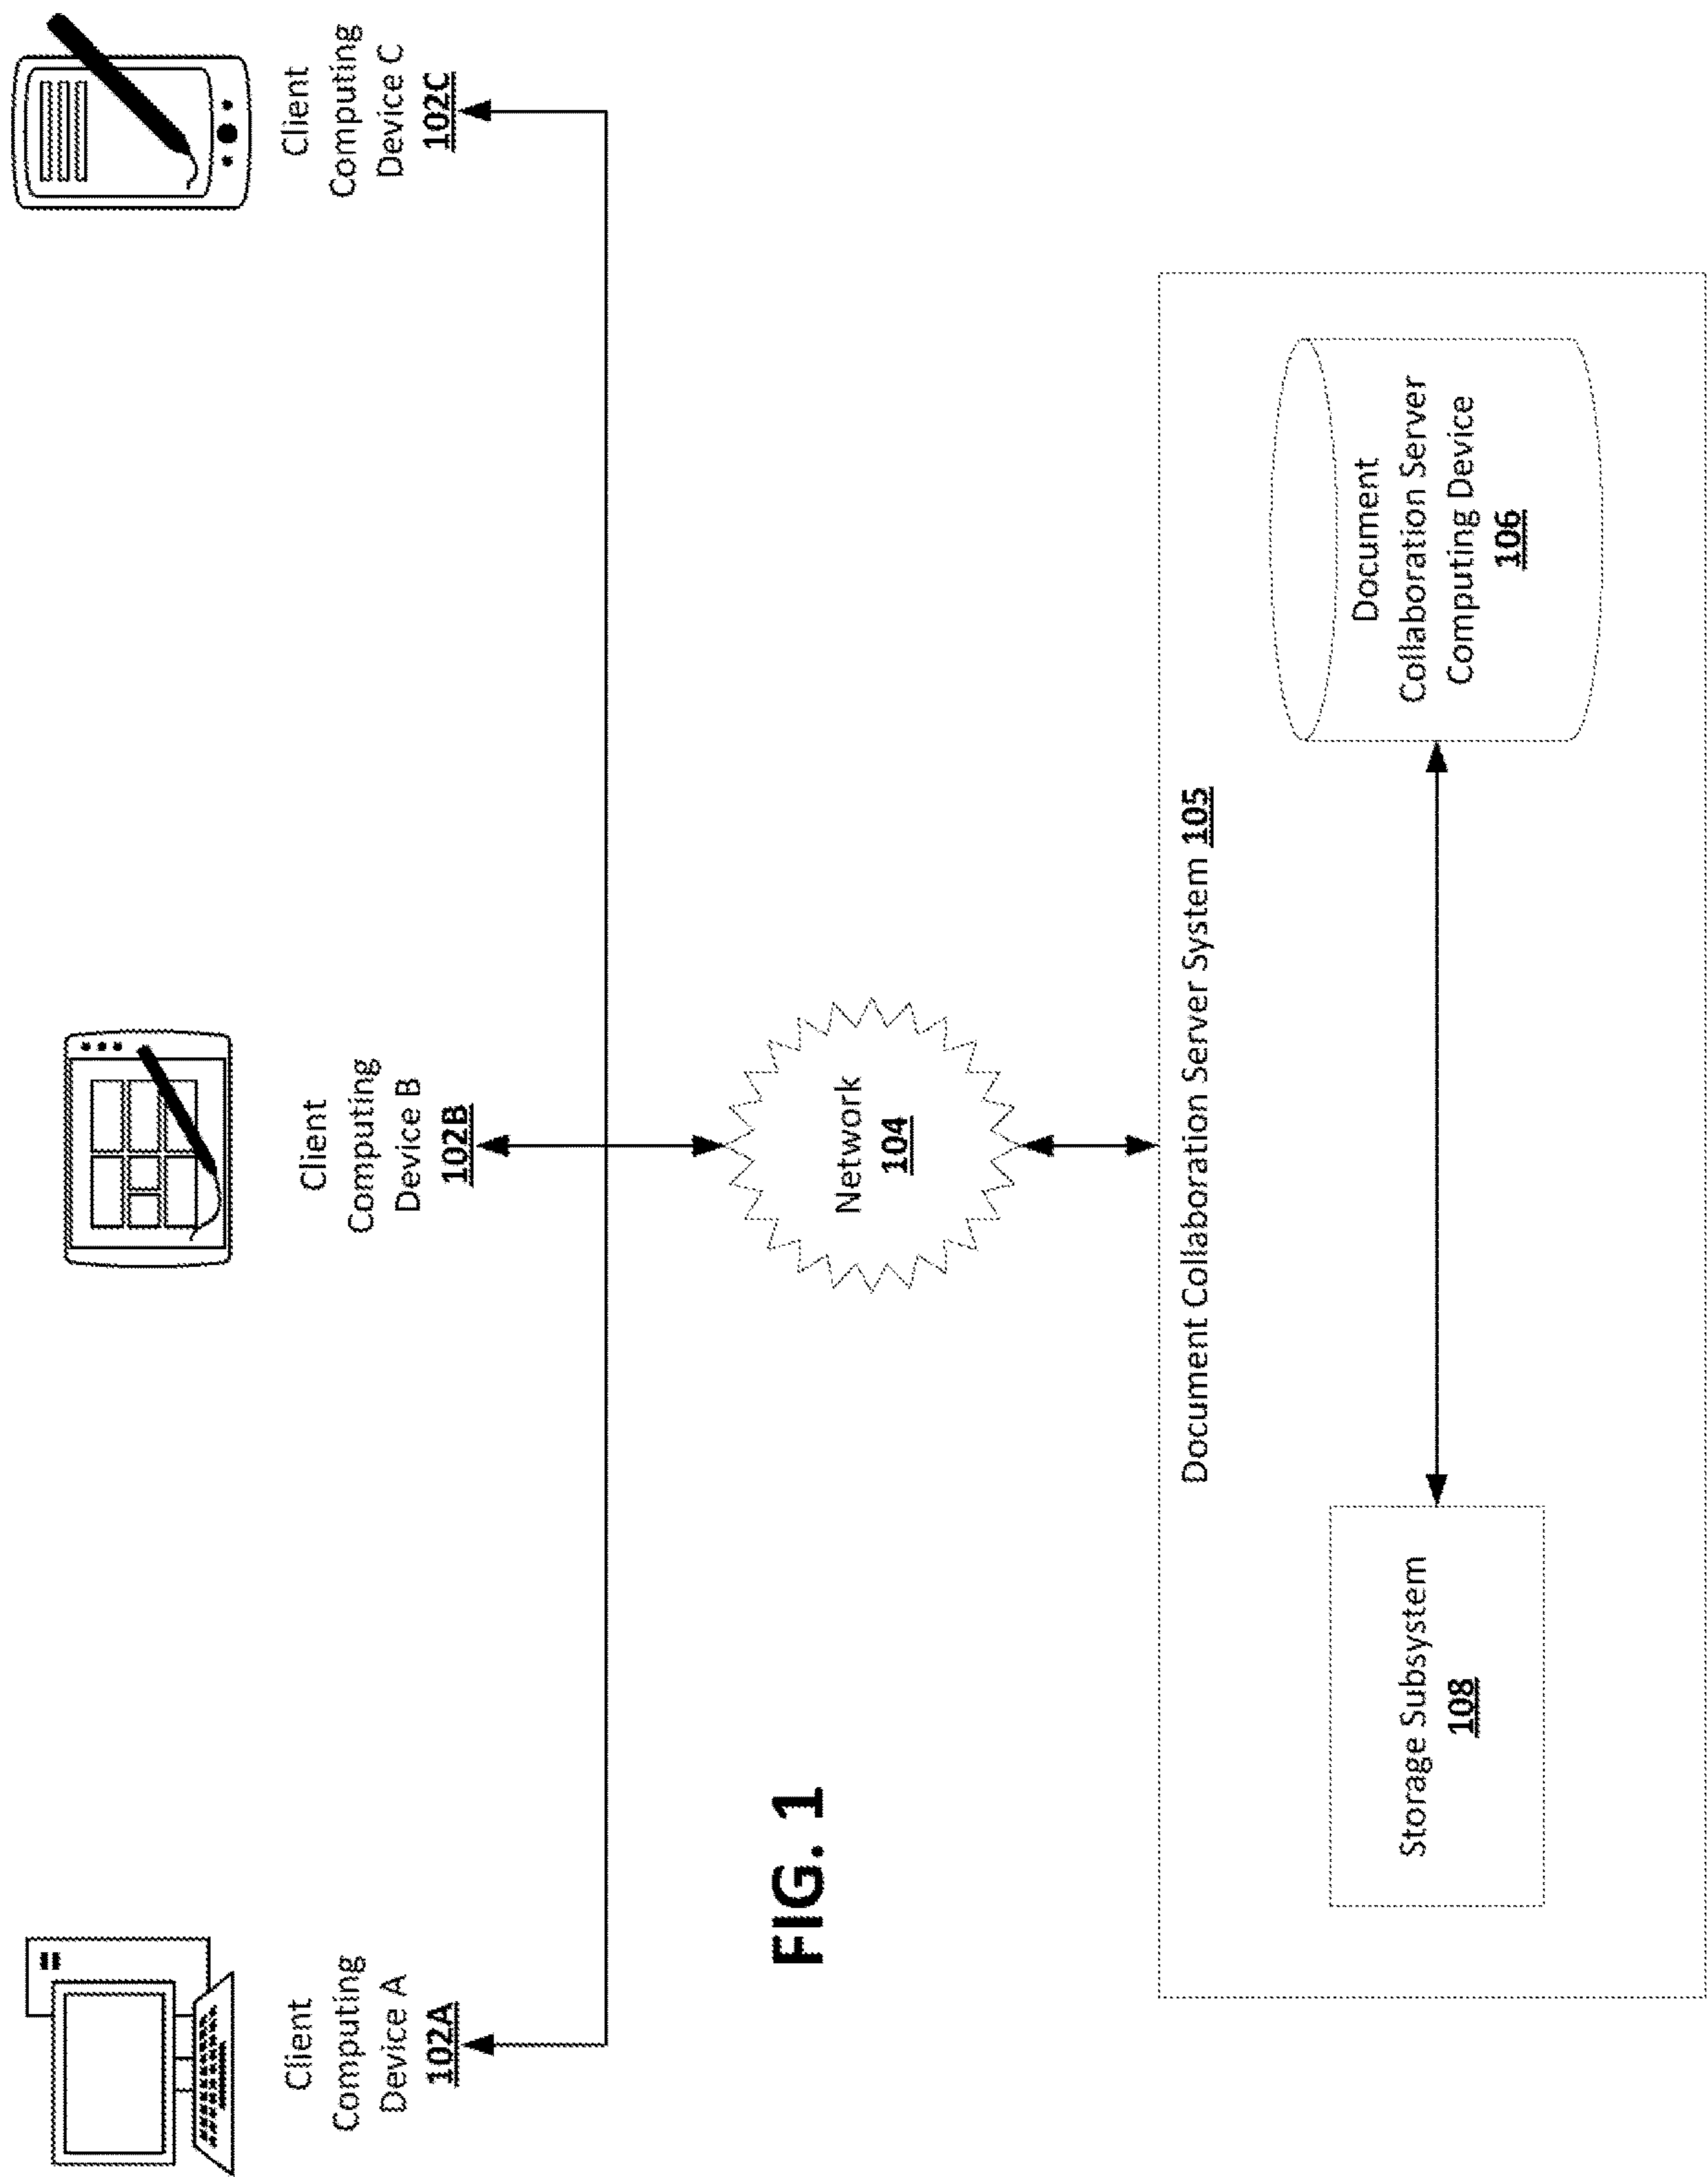 Client
Computing
Device A
102A
Client
Computing
Device B
102B
Client
Computing
Device C
102C
FIG. 1
Network
104
Document Collaboration Server System 105
Storage Subsystem
108
Document
Collaboration Server
Computing Device
106